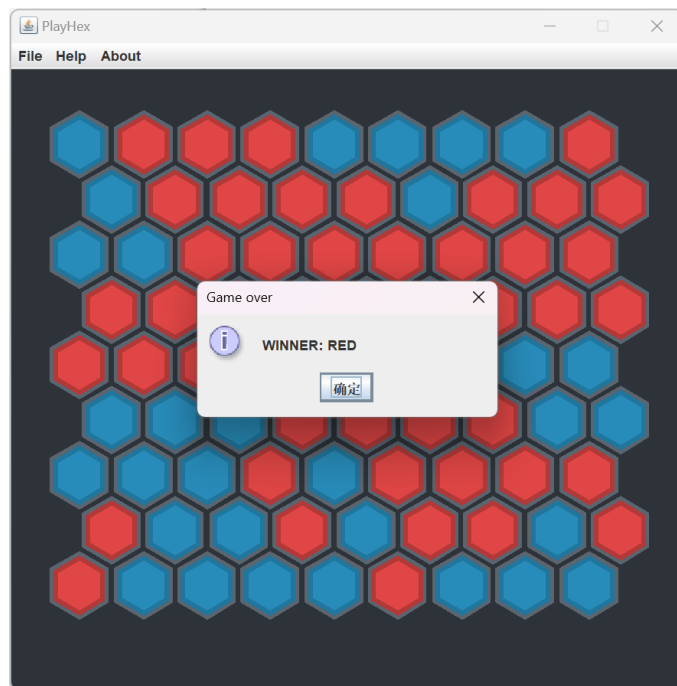 PlayHex
File Help About
Game over
WINNER: RED
确定